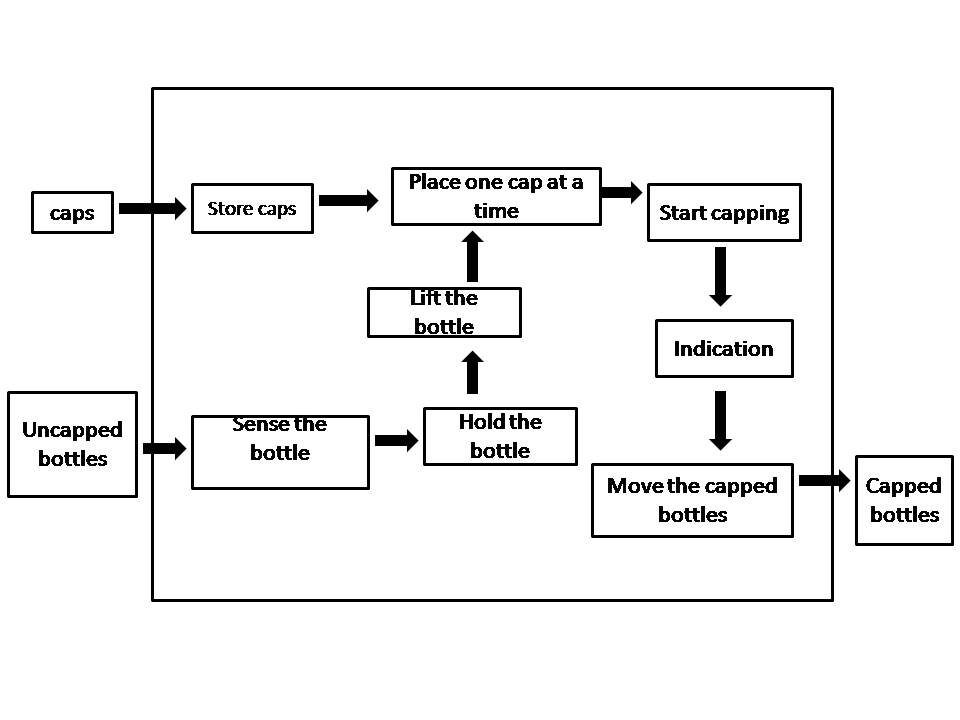 caps
Store caps
Place one cap at a
time
Start capping
Lift the
bottle
Indication
Uncapped
bottles
Sense the
bottle
Hold the
bottle
Move the capped
bottles
Capped
bottles